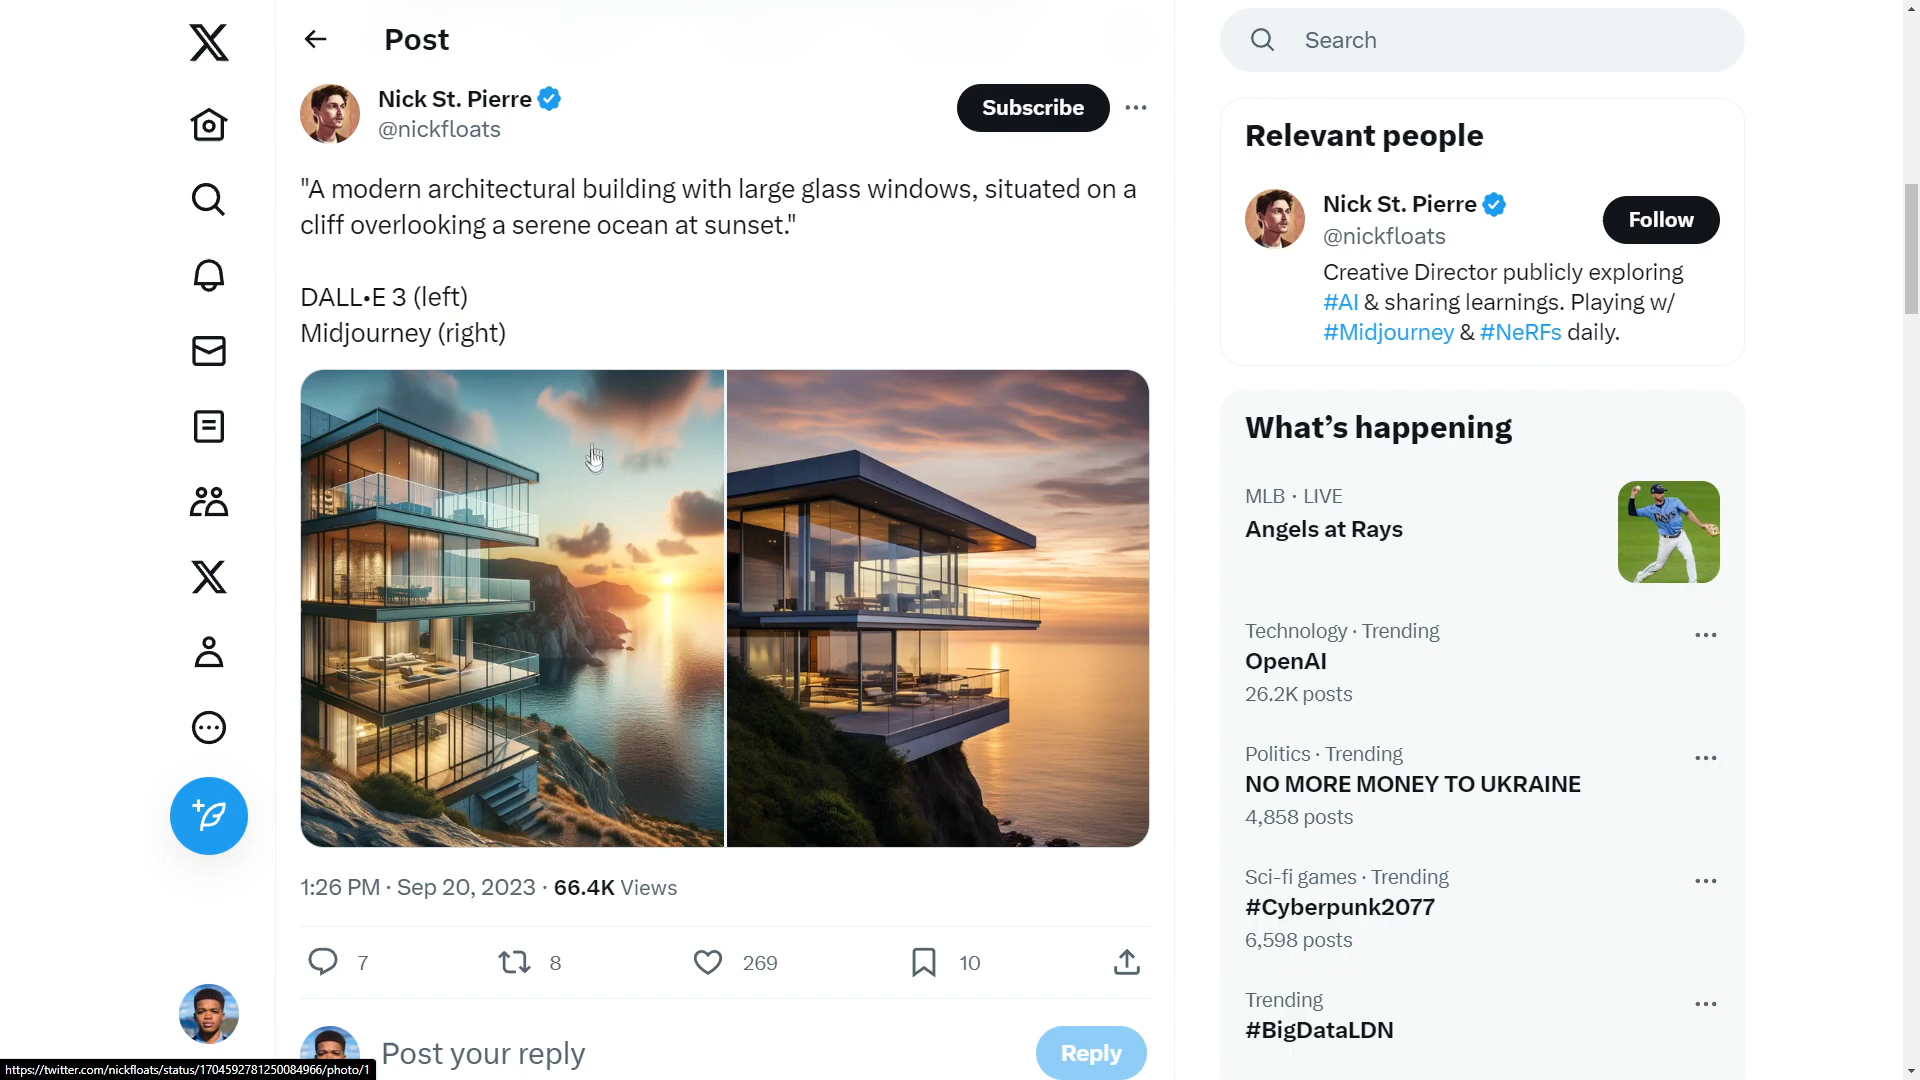 Post
Nick St. Pierre
@nickfloats
Subscribe
"A modern architectural building with large glass windows, situated on a
cliff overlooking a serene ocean at sunset."
DALL•E 3 (left)
Midjourney (right)
1:26 PM · Sep 20, 2023 · 66.4K Views
7
8
269
10
Post your reply
Reply
https://twitter.com/nickfloats/status/1704592781250084966/photo/1
Search
Relevant people
Nick St. Pierre
@nickfloats
Follow
Creative Director publicly exploring
#AI & sharing learnings. Playing w/
#Midjourney & #NeRFs daily.
What’s happening
MLB · LIVE
Angels at Rays
RAYS
Technology · Trending
OpenAI
26.2K posts
Politics · Trending
NO MORE MONEY TO UKRAINE
4,858 posts
Sci-fi games · Trending
#Cyberpunk2077
6,598 posts
Trending
#BigDataLDN